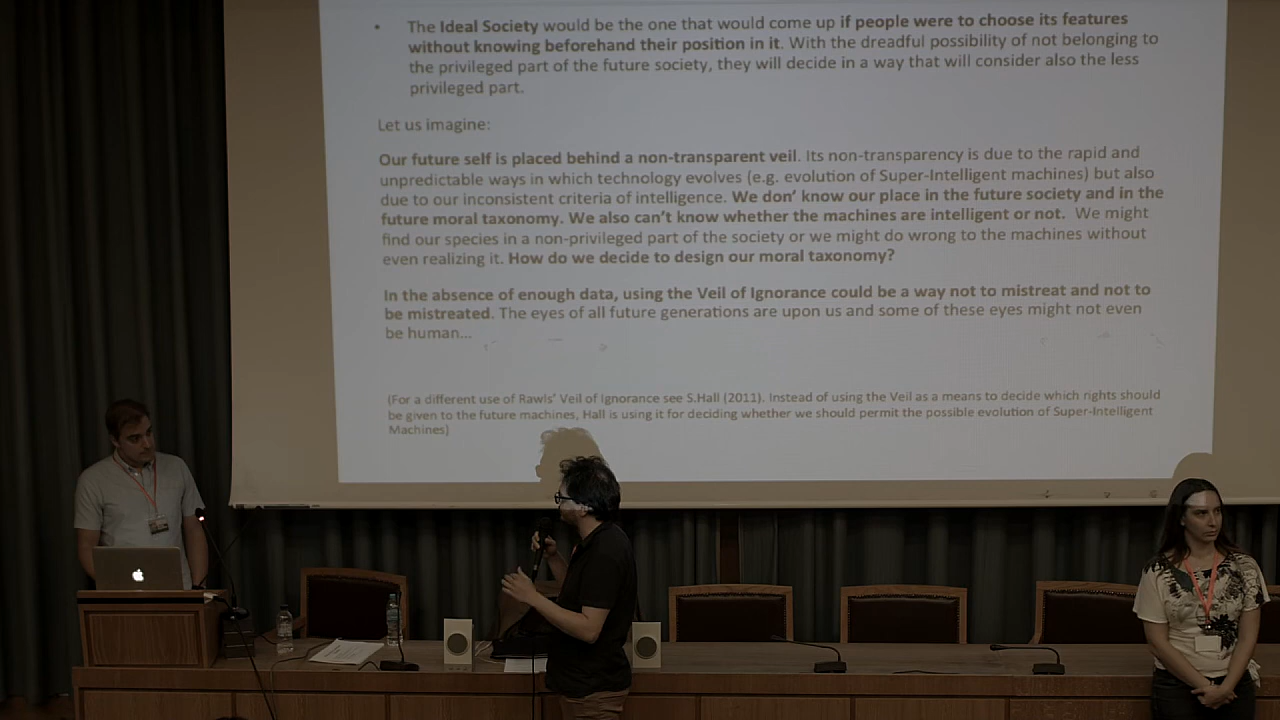 • The Ideal Society would be the one that would come up if people were to choose its features
without knowing beforehand their position in it. With the dreadful possibility of not belonging to
the privileged part of the future society, they will decide in a way that will consider also the less
privileged part.
Let us imagine:
Our future self is placed behind a non-transparent veil. Its non-transparency is due to the rapid and
unpredictable ways in which technology evolves (e.g. evolution of Super-Intelligent machines) but also
due to our inconsistent criteria of intelligence. We don' know our place in the future society and in the
future moral taxonomy. We also can't know whether the machines are intelligent or not. We might
find our species in a non-privileged part of the society or we might do wrong to the machines without
even realizing it. How do we decide to design our moral taxonomy?
In the absence of enough data, using the Veil of Ignorance could be a way not to mistreat and not to
be mistreated. The eyes of all future generations are upon us and some of these eyes might not even
be human...
(For a different use of Rawls' Veil of Ignorance see S.Hall (2011). Instead of using the Veil as a means to decide which rights should
be given to the future machines, Hall is using it for deciding whether we should permit the possible evolution of Super-Intelligent
Machines)